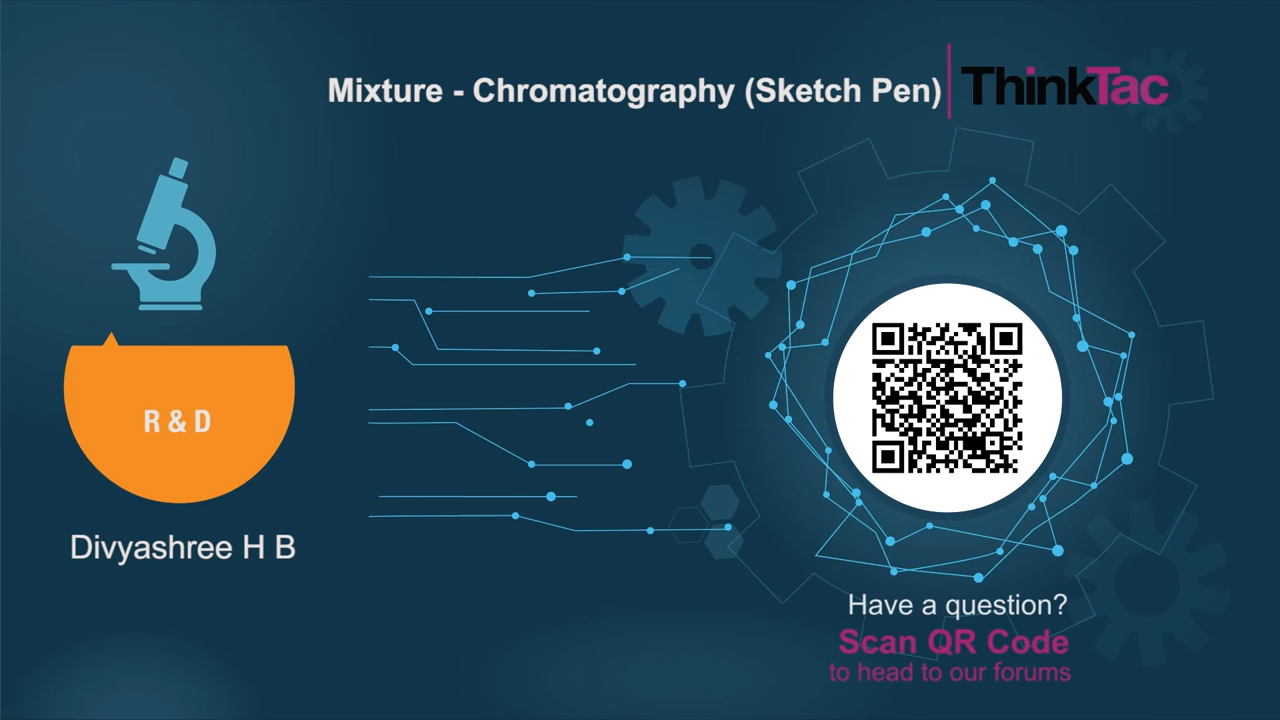 Mixture - Chromatography (Sketch Pen)
ThinkTac
R & D
Divyashree H B
Have a question?
Scan QR Code
to head to our forums